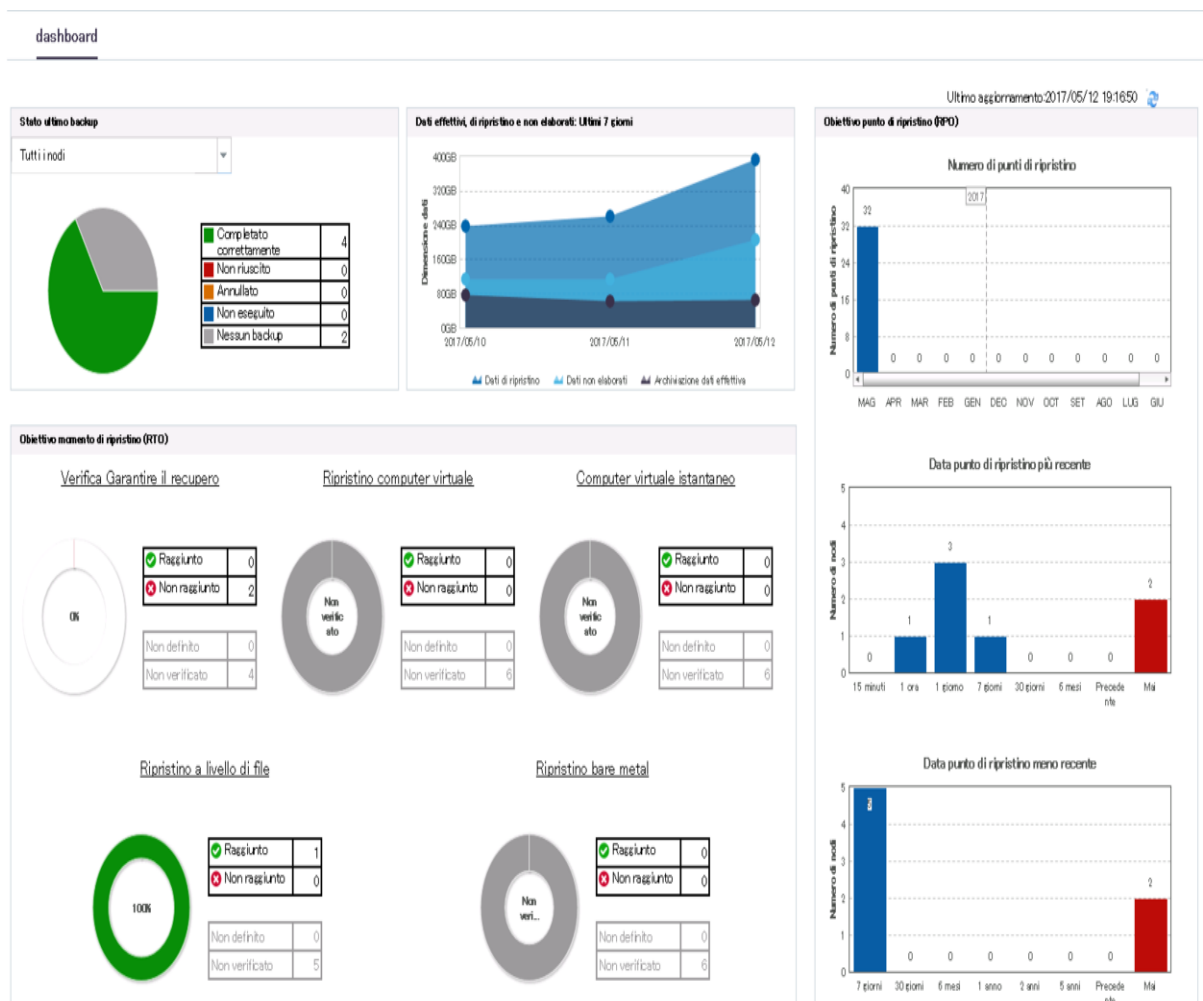 dashboard
Ultimo aggiornamento:2017/05/12 19:16:50
Stato ultimo backup
Tutti i nodi
Completato
correttamente
4
Non riuscito 0
Annullato 0
Non eseguito 0
Nessun backup 2
Dati effettivi, di ripristino e non elaborati: Ultimi 7 giorni
Dimensione dati
400GB
320GB
240GB
160GB
80GB
0GB
2017/05/10 2017/05/11 2017/05/12
Dati di ripristino Dati non elaborati Archiviazione dati effettiva
Obiettivo punto di ripristino (RPO)
Numero di punti di ripristino
Numero di punti di ripristino
2017
40
32
24
16
8
0
32 0 0 0 0 0 0 0 0 0 0 0
MAG APR MAR FEB GEN DEC NOV OCT SET AGO LUG GIU
Data punto di ripristino più recente
Numero di nodi
5
4
3
2
1
0
0 1 3 1 0 0 0 2
15 minuti 1 ora 1 giorno 7 giorni 30 giorni 6 mesi Precede
nte
Mai
Data punto di ripristino meno recente
Numero di nodi
5
4
3
2
1
0
5 0 0 0 0 0 0 2
7 giorni 30 giorni 6 mesi 1 anno 2 anni 5 anni Precede
nte
Mai
Obiettivo momento di ripristino (RTO)
Verifica Garantire il recupero
0%
Raggiunto 0
Non raggiunto 2
Non definito 0
Non verificato 4
Ripristino computer virtuale
Non
verific
ato
Raggiunto 0
Non raggiunto 0
Non definito 0
Non verificato 6
Computer virtuale istantaneo
Non
verific
ato
Raggiunto 0
Non raggiunto 0
Non definito 0
Non verificato 6
Ripristino a livello di file
100%
Raggiunto 1
Non raggiunto 0
Non definito 0
Non verificato 5
Ripristino bare metal
Non
veri...
Raggiunto 0
Non raggiunto 0
Non definito 0
Non verificato 6